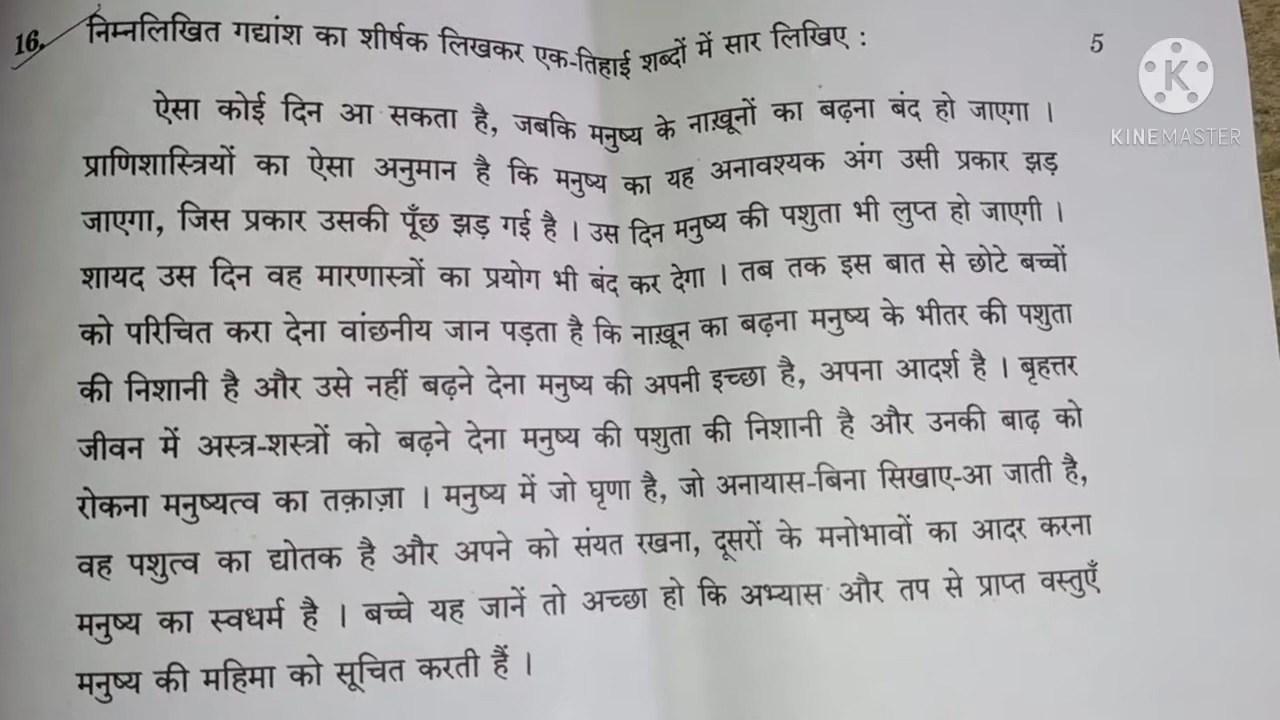 16. निम्नलिखित गद्यांश का शीर्षक लिखकर एक-तिहाई शब्दों में सार लिखिए : 5
K
KINEMASTER
ऐसा कोई दिन आ सकता है, जबकि मनुष्य के नाख़ूनों का बढ़ना बंद हो जाएगा ।
प्राणिशास्त्रियों का ऐसा अनुमान है कि मनुष्य का यह अनावश्यक अंग उसी प्रकार झड़
जाएगा, जिस प्रकार उसकी पूँछ झड़ गई है । उस दिन मनुष्य की पशुता भी लुप्त हो जाएगी ।
शायद उस दिन वह मारणास्त्रों का प्रयोग भी बंद कर देगा । तब तक इस बात से छोटे बच्चों
को परिचित करा देना वांछनीय जान पड़ता है कि नाख़ून का बढ़ना मनुष्य के भीतर की पशुता
की निशानी है और उसे नहीं बढ़ने देना मनुष्य की अपनी इच्छा है, अपना आदर्श है । बृहत्तर
जीवन में अस्त्र-शस्त्रों को बढ़ने देना मनुष्य की पशुता की निशानी है और उनकी बाढ़ को
रोकना मनुष्यत्व का तक़ाज़ा । मनुष्य में जो घृणा है, जो अनायास-बिना सिखाए-आ जाती है,
वह पशुत्व का द्योतक है और अपने को संयत रखना, दूसरों के मनोभावों का आदर करना
मनुष्य का स्वधर्म है । बच्चे यह जानें तो अच्छा हो कि अभ्यास और तप से प्राप्त वस्तुएँ
मनुष्य की महिमा को सूचित करती हैं ।